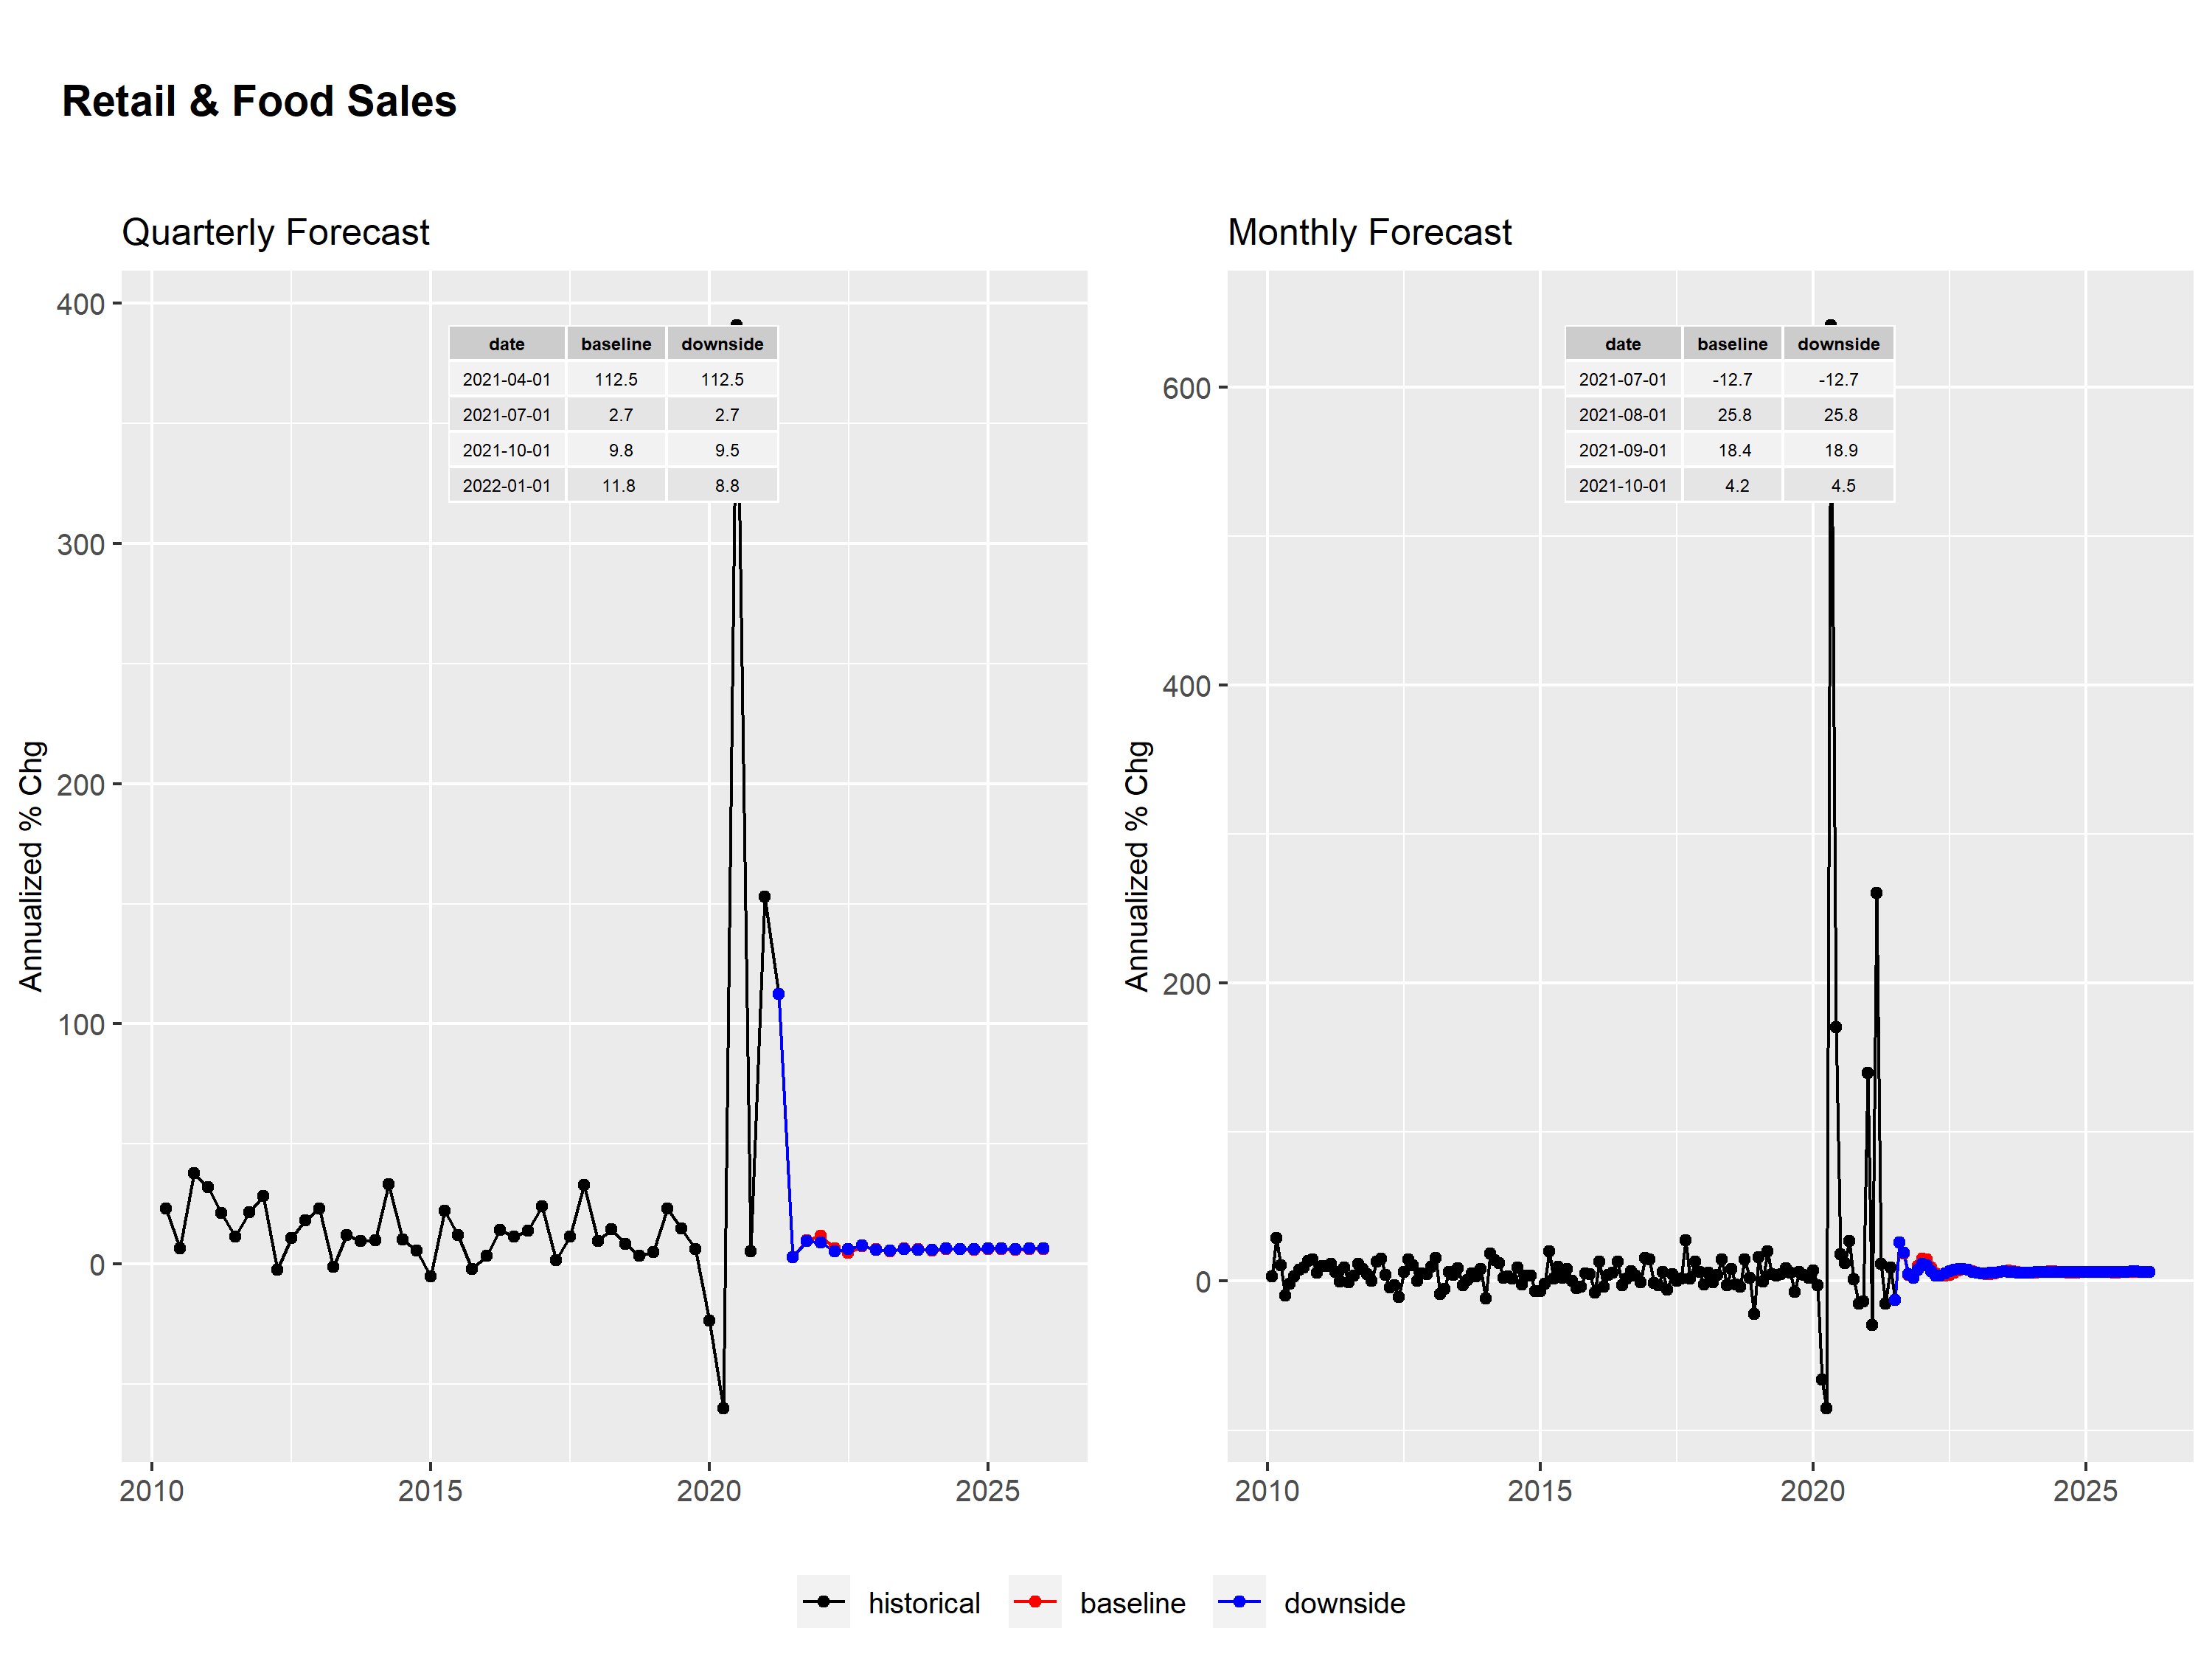 Retail & Food Sales
Quarterly Forecast
Annualized % Chg
400
300
200
100
0
date baseline downside
2021-04-01 112.5 112.5
2021-07-01 2.7 2.7
2021-10-01 9.8 9.5
2022-01-01 11.8 8.8
2010 2015 2020 2025
Monthly Forecast
Annualized % Chg
600
400
200
0
date baseline downside
2021-07-01 -12.7 -12.7
2021-08-01 25.8 25.8
2021-09-01 18.4 18.9
2021-10-01 4.2 4.5
2010 2015 2020 2025
historical baseline downside